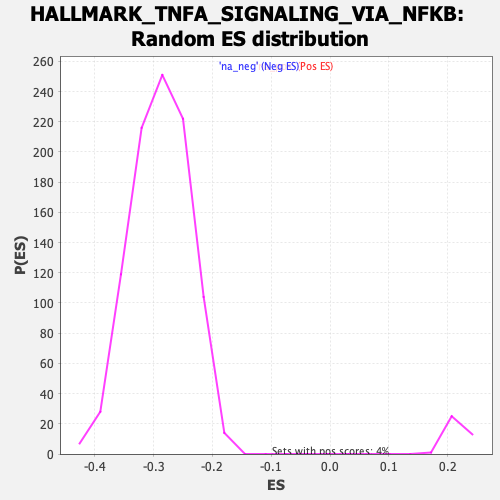 HALLMARK_TNFA_SIGNALING_VIA_NFKB:
Random ES distribution
'na_neg' (Neg ES) Pos ES)
260
240
220
200
180
160
140
120
100
80
60
40
20
0
P(ES)
Sets with pos scores: 4%
-0.4 -0.3 -0.2 -0.1 0.0 0.1 0.2
ES